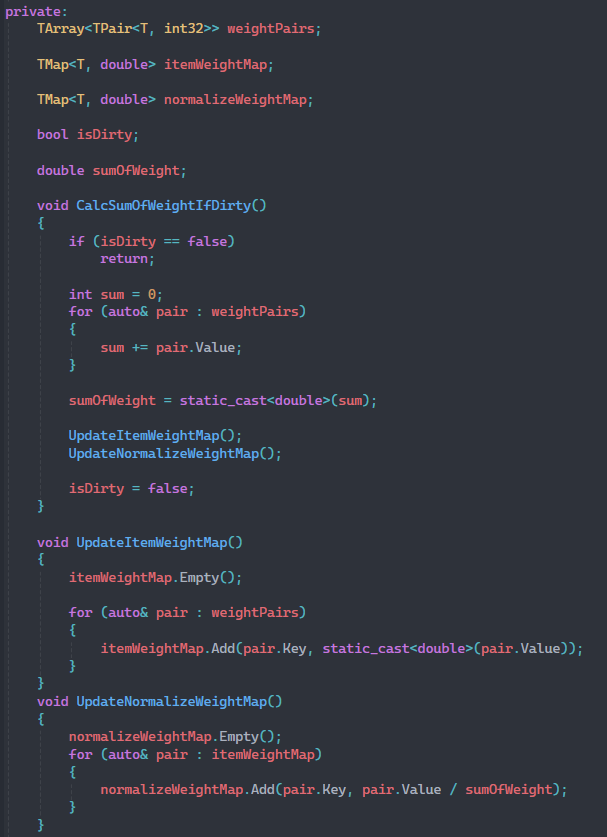 private:
    TArray<TPair<T, int32>> weightPairs;
    TMap<T, double> itemWeightMap;
    TMap<T, double> normalizeWeightMap;
    bool isDirty;
    double sumOfWeight;
    void CalcSumOfWeightIfDirty()
    {
        if (isDirty == false)
            return;
        int sum = 0;
        for (auto& pair : weightPairs)
        {
            sum += pair.Value;
        }
        sumOfWeight = static_cast<double>(sum);
        UpdateItemWeightMap();
        UpdateNormalizeWeightMap();
        isDirty = false;
    }
    void UpdateItemWeightMap()
    {
        itemWeightMap.Empty();
        for (auto& pair : weightPairs)
        {
            itemWeightMap.Add(pair.Key, static_cast<double>(pair.Value));
        }
    }
    void UpdateNormalizeWeightMap()
    {
        normalizeWeightMap.Empty();
        for (auto& pair : itemWeightMap)
        {
            normalizeWeightMap.Add(pair.Key, pair.Value / sumOfWeight);
        }
    }